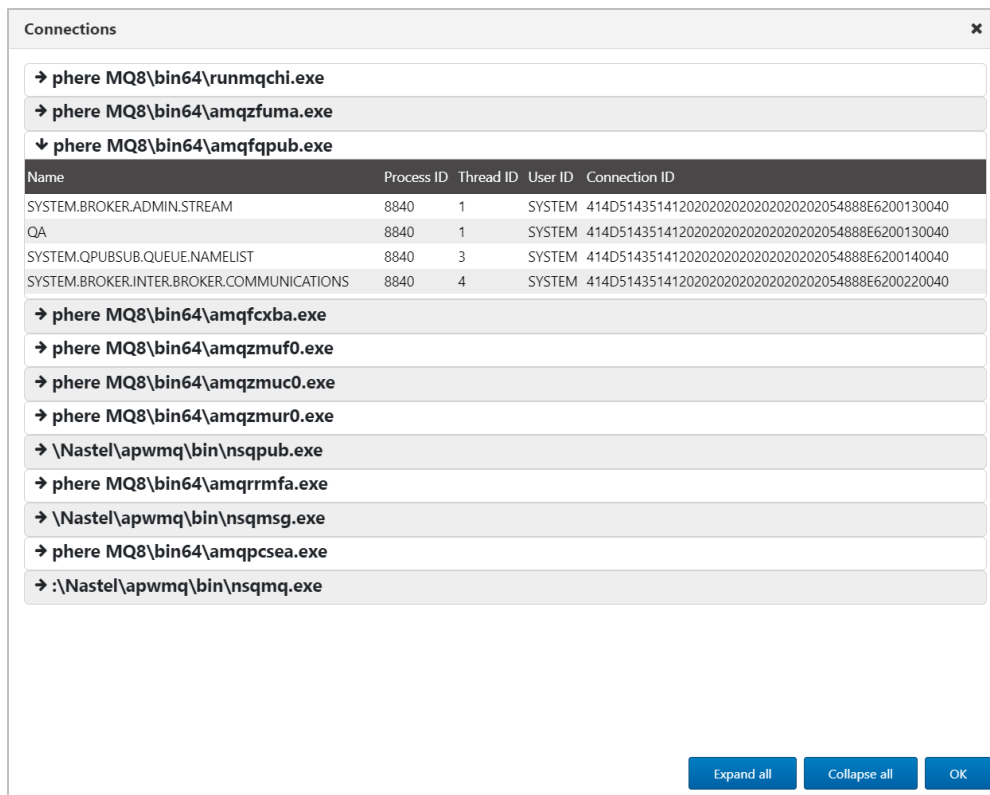 Connections
phere MQ8\bin64\runmqchi.exe
phere MQ8\bin64\amqzfuma.exe
phere MQ8\bin64\amqfqpub.exe
Name Process ID Thread ID User ID Connection ID
SYSTEM.BROKER.ADMIN.STREAM 8840 1 SYSTEM 414D514351412020202020202020202054888E6200130040
QA 8840 1 SYSTEM 414D514351412020202020202020202054888E6200130040
SYSTEM.QPUBSUB.QUEUE.NAMELIST 8840 3 SYSTEM 414D514351412020202020202020202054888E6200140040
SYSTEM.BROKER.INTER.BROKER.COMMUNICATIONS 8840 4 SYSTEM 414D514351412020202020202020202054888E6200220040
phere MQ8\bin64\amqfcxba.exe
phere MQ8\bin64\amqzmuf0.exe
phere MQ8\bin64\amqzmuc0.exe
phere MQ8\bin64\amqzmur0.exe
\Nastel\apwmq\bin\nsqpub.exe
phere MQ8\bin64\amqrrmfa.exe
\Nastel\apwmq\bin\nsqmsg.exe
phere MQ8\bin64\amqpcsea.exe
:\Nastel\apwmq\bin\nsqmq.exe
Expand all Collapse all OK